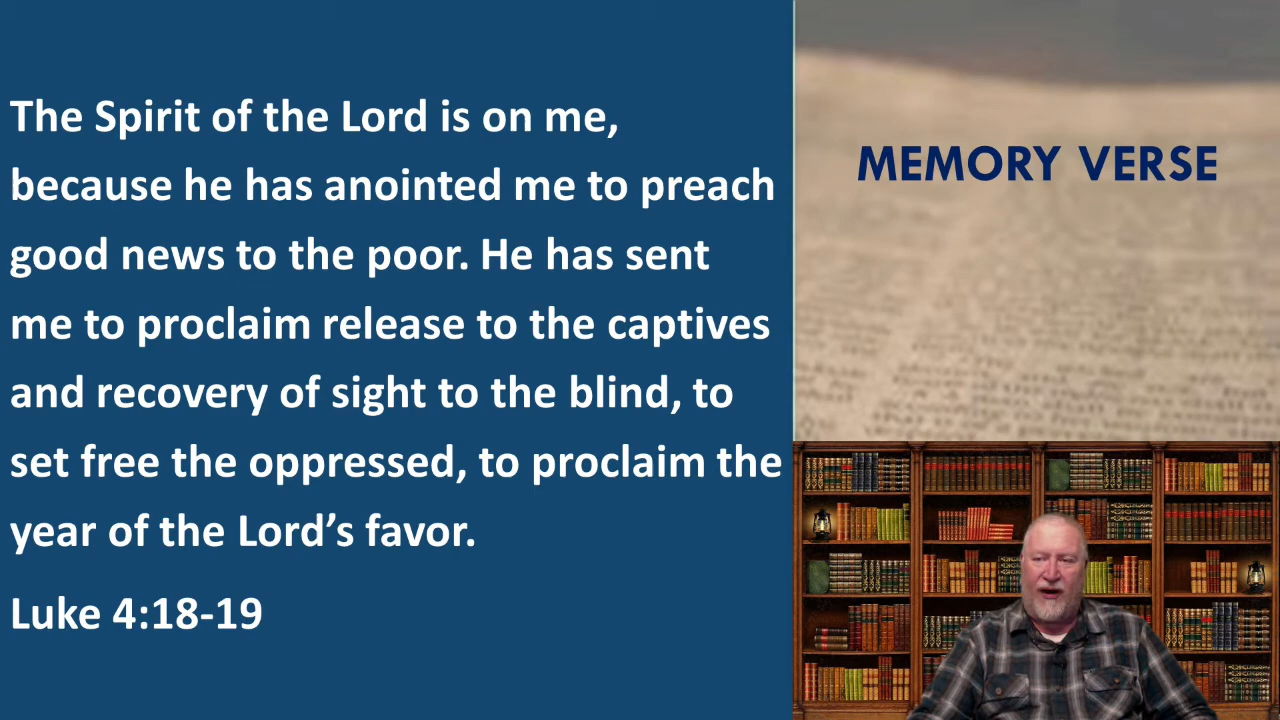 The Spirit of the Lord is on me,
because he has anointed me to preach
good news to the poor. He has sent
me to proclaim release to the captives
and recovery of sight to the blind, to
set free the oppressed, to proclaim the
year of the Lord’s favor.
Luke 4:18-19
MEMORY VERSE